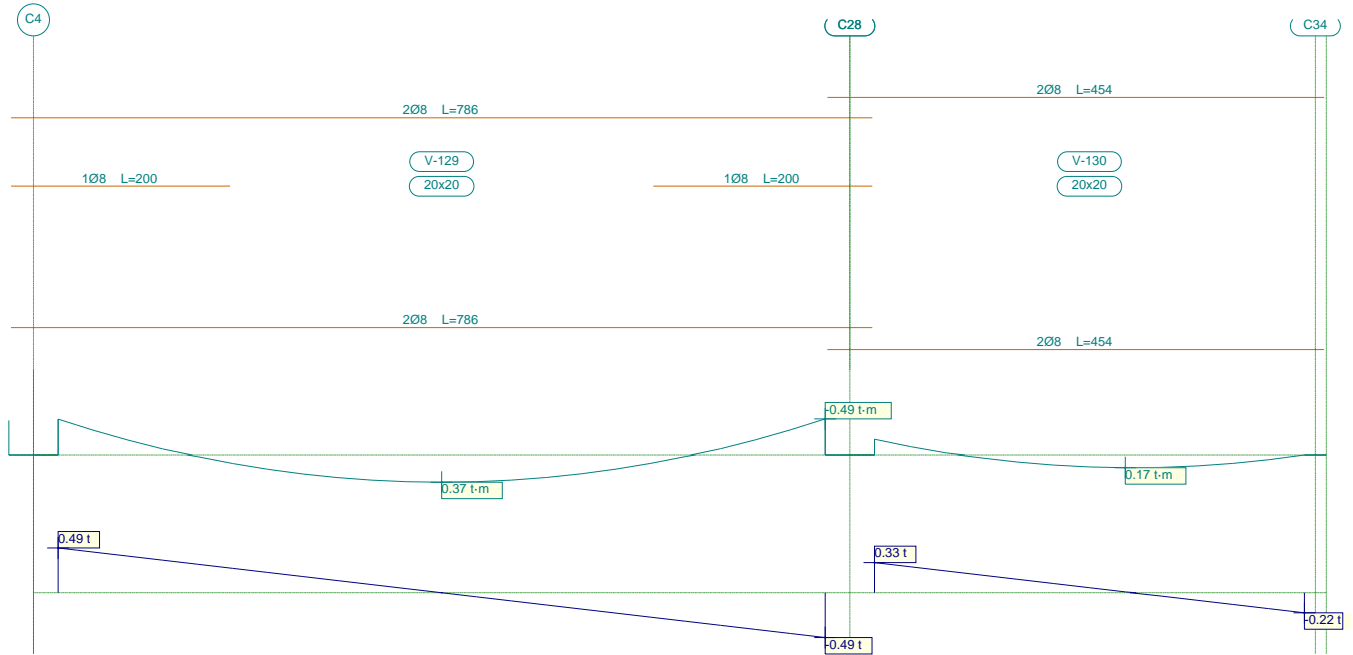 C4
C28
C34
2Ø8 L=454
2Ø8 L=786
V-129
V-130
1Ø8 L=200
20x20
1Ø8 L=200
20x20
2Ø8 L=786
2Ø8 L=454
-0.49 t·m
0.37 t·m
0.17 t·m
0.49 t
0.33 t
-0.22 t
-0.49 t